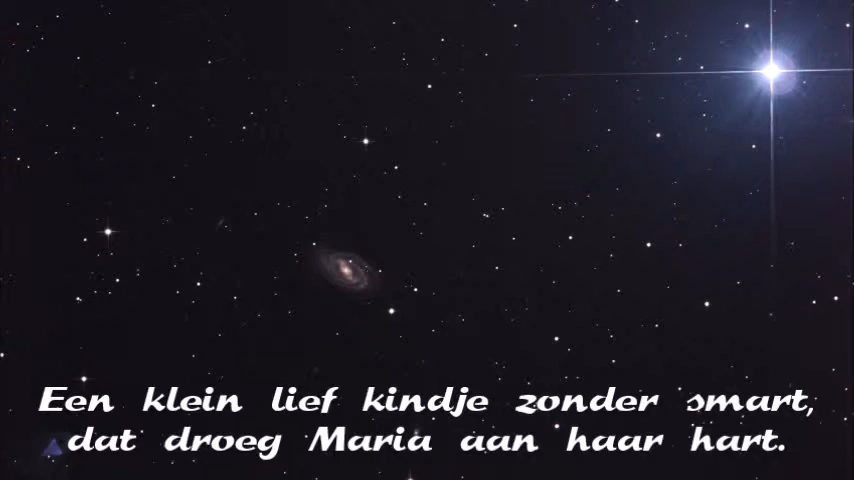 Een klein lief kindje zonder smart,
dat droeg Maria aan haar hart.